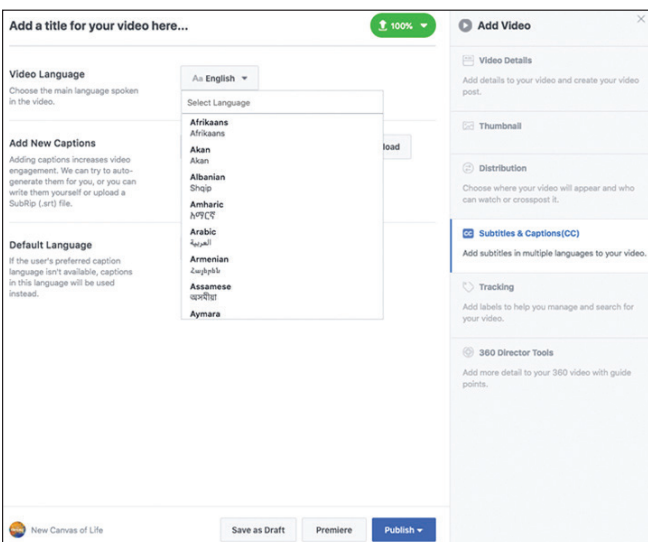 Add a title for your video here...
100%
Video Language
Choose the main language spoken
in the video.
Aa English
Select Language
Afrikaans
Afrikaans
Akan
Akan
Albanian
Shqip
Amharic
አማርኛ
Arabic
العربية
Armenian
Հայերեն
Assamese
অসমীয়া
Aymara
Add New Captions
Adding captions increases video
engagement. We can try to auto-
generate them for you, or you can
write them yourself or upload a
SubRip (.srt) file.
load
Default Language
If the user's preferred caption
language isn't available, captions
in this language will be used
instead.
New Canvas of Life
Save as Draft
Premiere
Publish
Add Video
Video Details
Add details to your video and create your video
post.
Thumbnail
Distribution
Choose where your video will appear and who
can watch or crosspost it.
CC Subtitles & Captions(CC)
Add subtitles in multiple languages to your video.
Tracking
Add labels to help you manage and search for
your video.
360 Director Tools
Add more detail to your 360 video with guide
points.